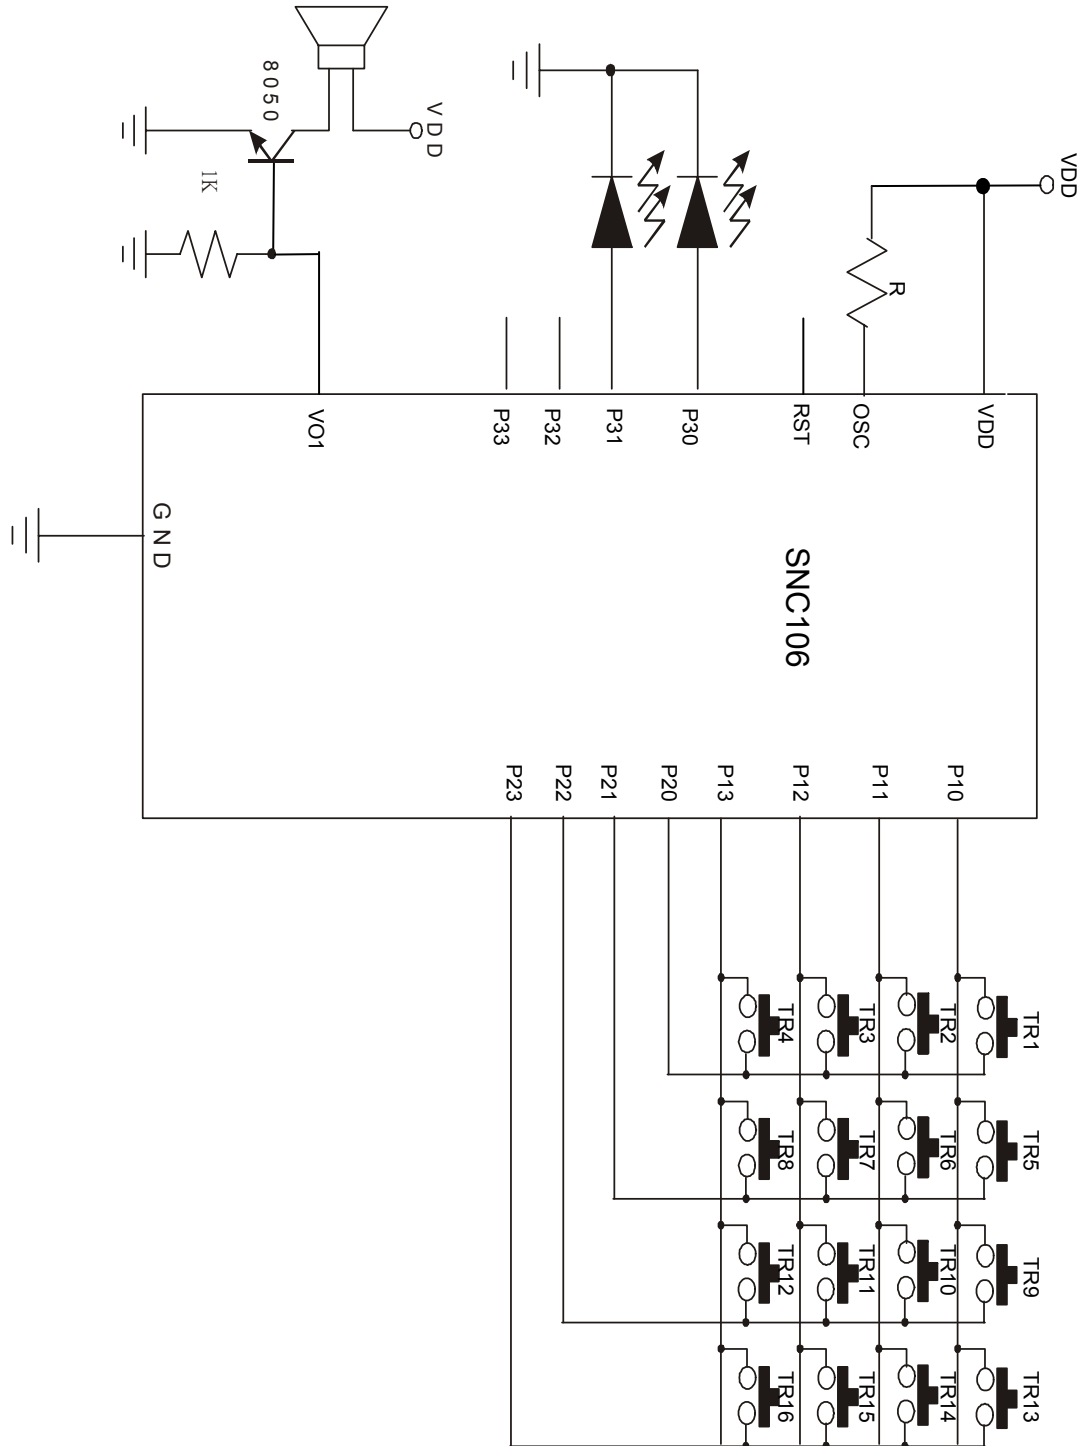 8050
VDD
1K
VDD
R
VO1
P33
P32
P31
P30
RST
OSC
VDD
GND
SNC106
P23
P22
P21
P20
P13
P12
P11
P10
TR4
TR3
TR2
TR1
TR8
TR7
TR6
TR5
TR12
TR11
TR10
TR9
TR16
TR15
TR14
TR13